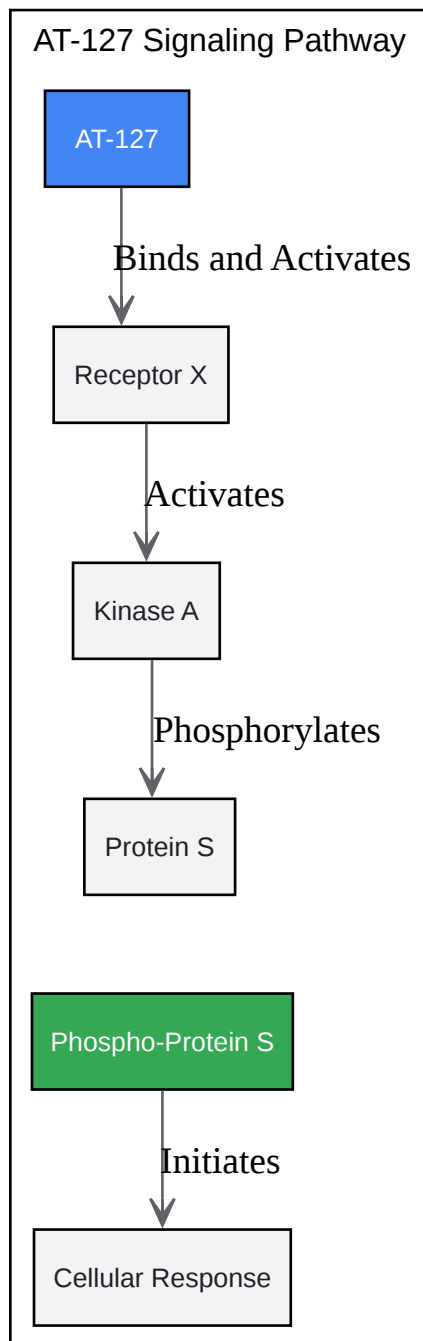 AT-127 Signaling Pathway
AT-127
Binds and Activates
Receptor X
Activates
Kinase A
Phosphorylates
Protein S
Phospho-Protein S
Initiates
Cellular Response